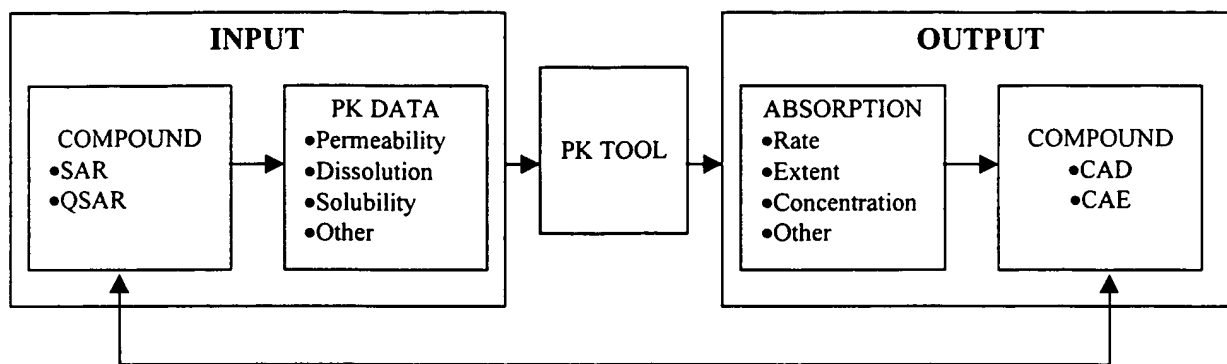 INPUT
COMPOUND
●SAR
●QSAR
PK DATA
●Permeability
●Dissolution
●Solubility
●Other
PK TOOL
OUTPUT
ABSORPTION
●Rate
●Extent
●Concentration
●Other
COMPOUND
●CAD
●CAE